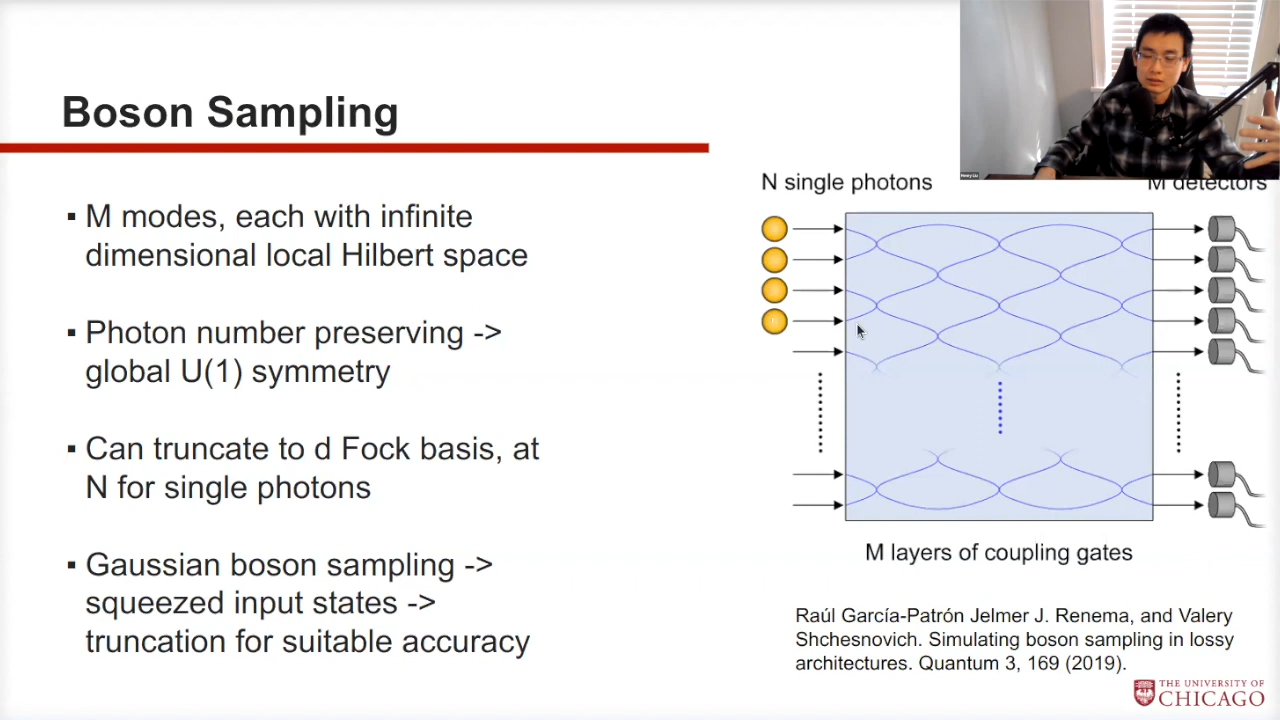 Boson Sampling
▪ M modes, each with infinite
dimensional local Hilbert space
▪ Photon number preserving ->
global U(1) symmetry
▪ Can truncate to d Fock basis, at
N for single photons
▪ Gaussian boson sampling ->
squeezed input states ->
truncation for suitable accuracy
Henry Liu
N single photons
M detectors
M layers of coupling gates
Raúl García-Patrón Jelmer J. Renema, and Valery
Shchesnovich. Simulating boson sampling in lossy
architectures. Quantum 3, 169 (2019).
THE UNIVERSITY OF
CHICAGO